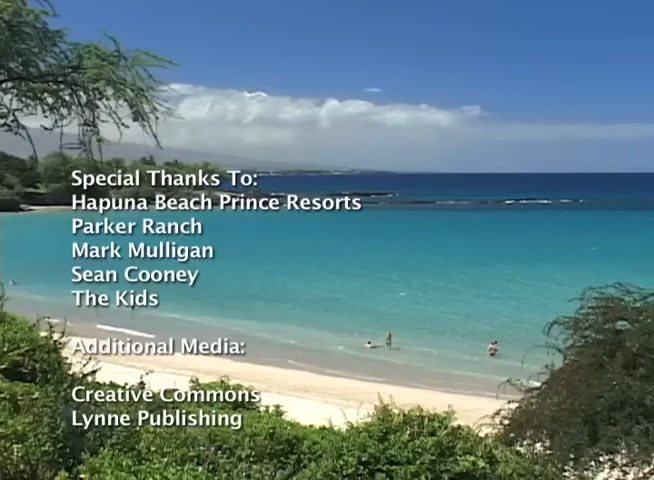 Special Thanks To:
Hapuna Beach Prince Resorts
Parker Ranch
Mark Mulligan
Sean Cooney
The Kids
Additional Media:
Creative Commons
Lynne Publishing